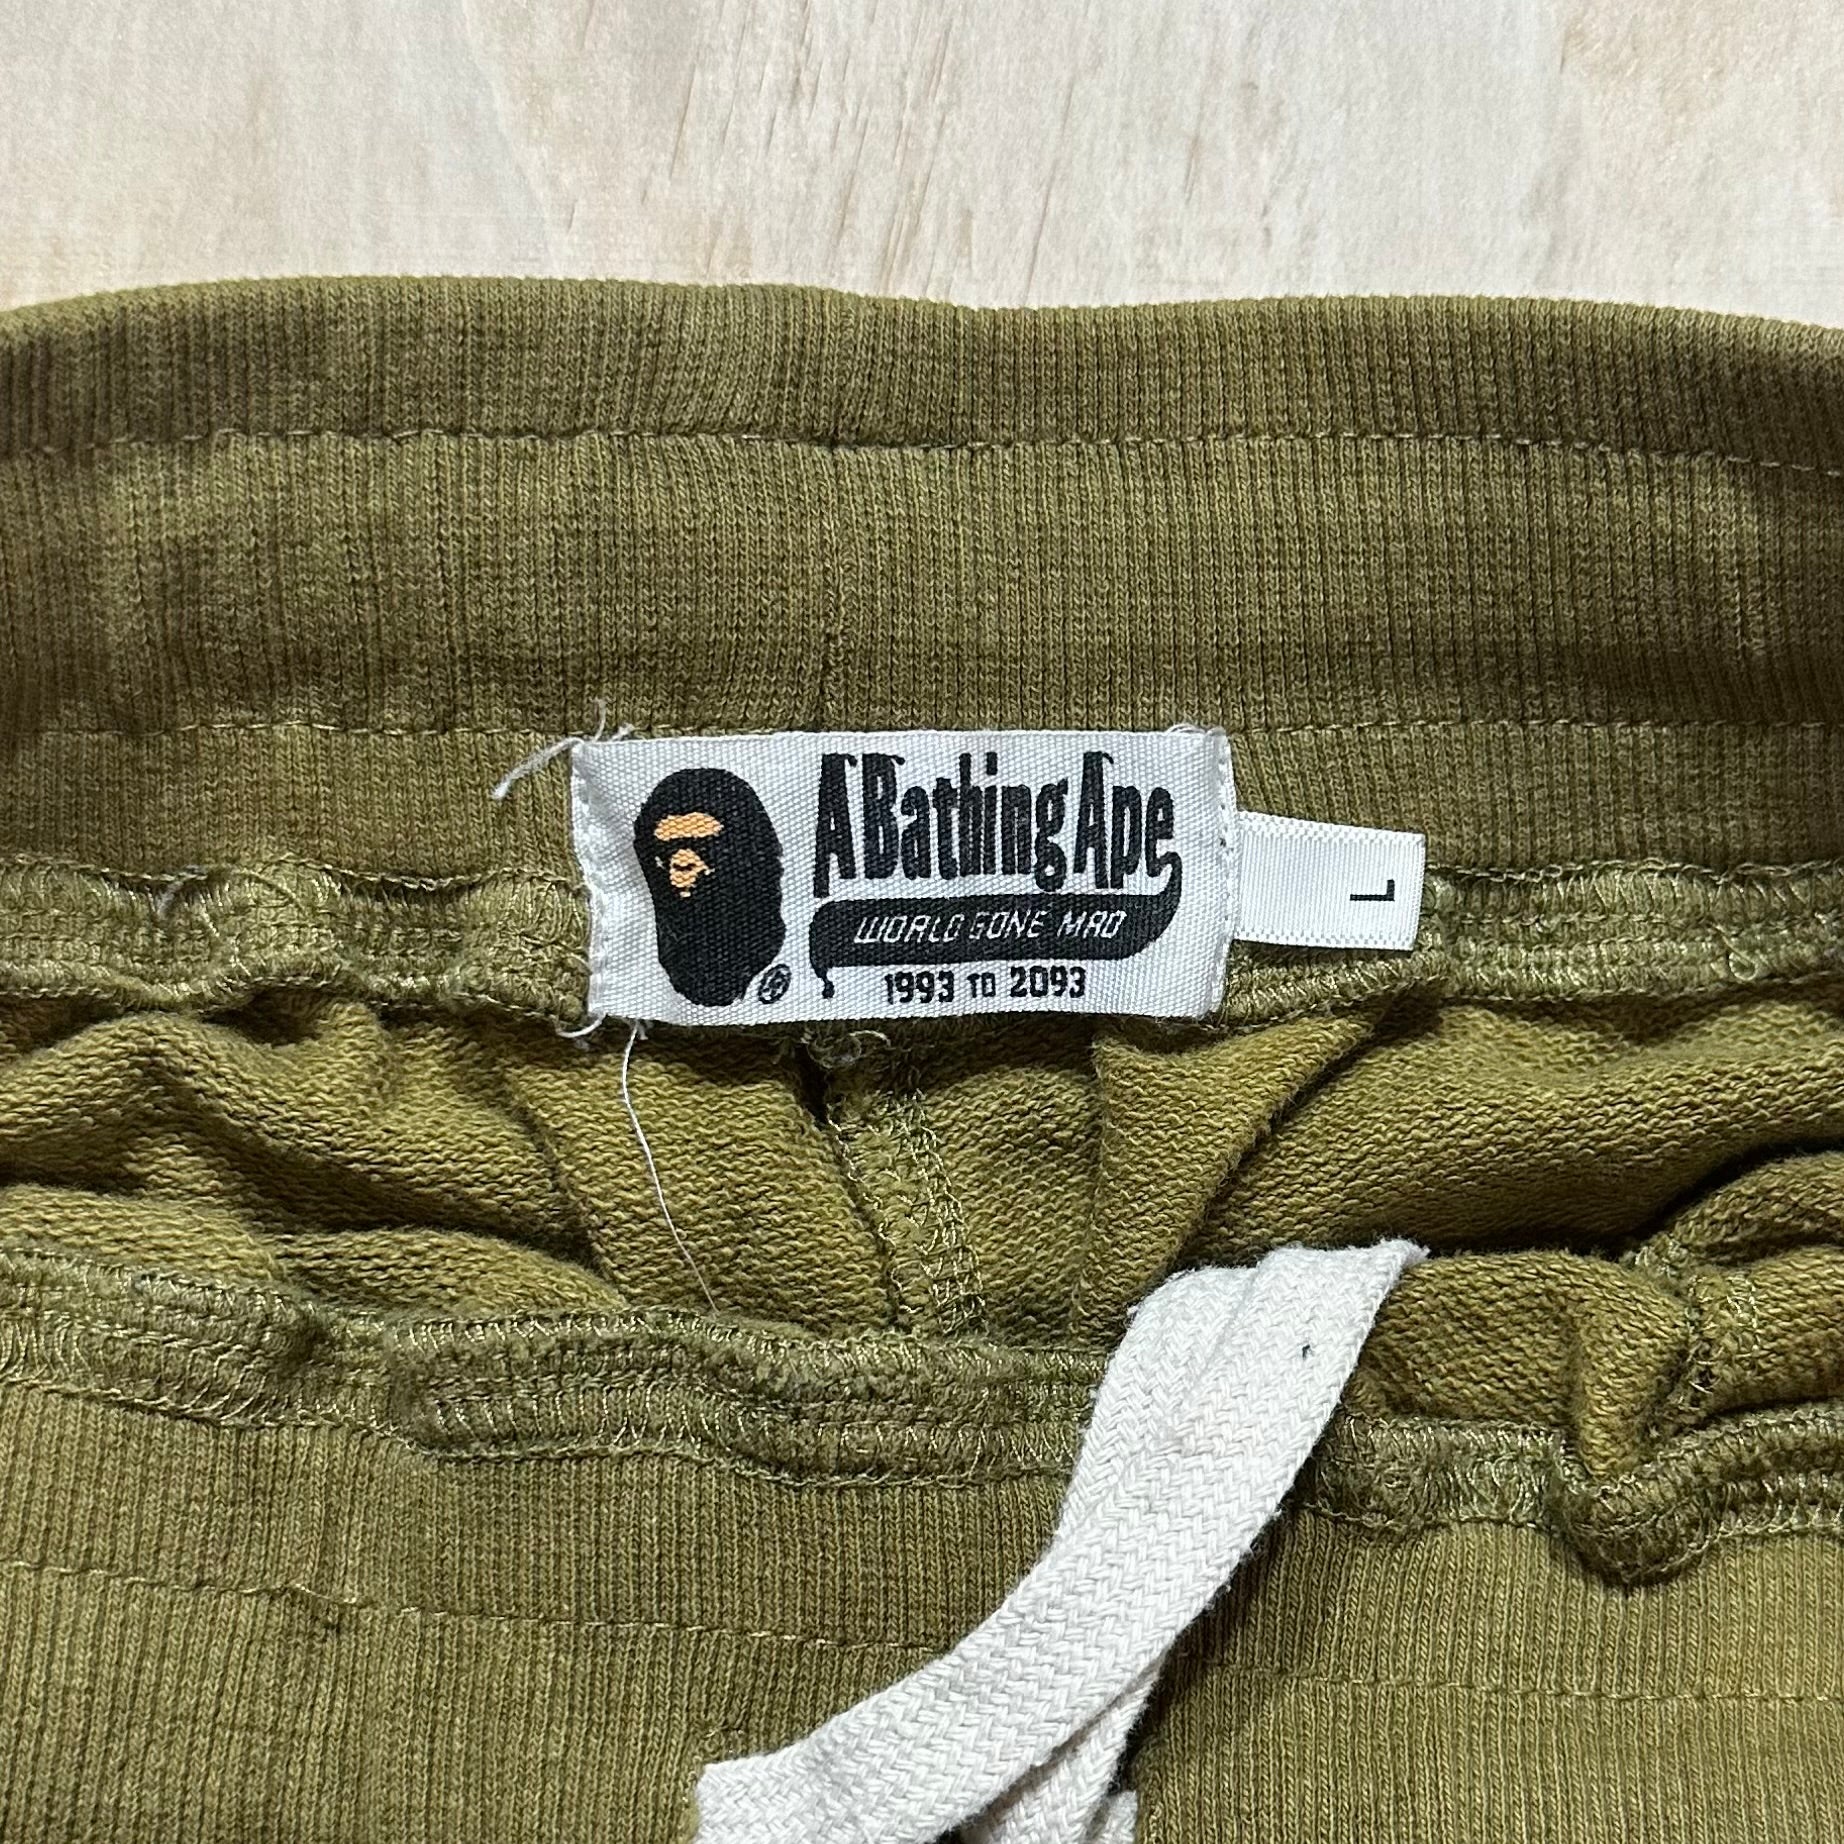 A Bathing Ape
WORLD GONE MAD
1993 TO 2093
®
L